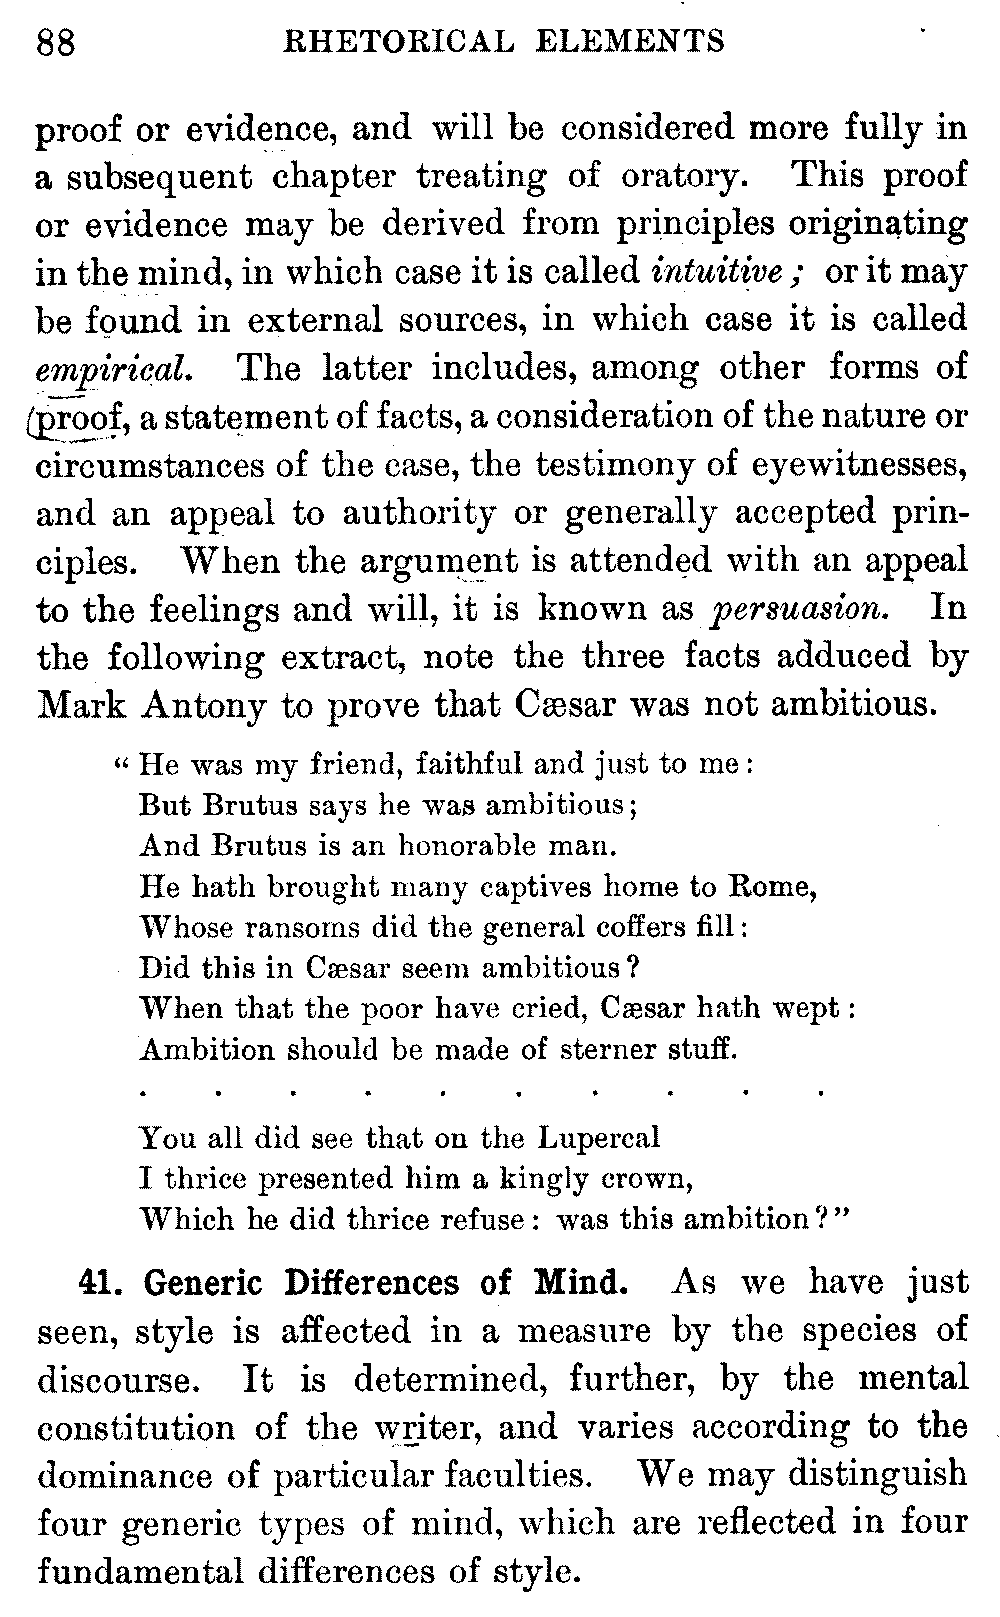 88 RHETORICAL ELEMENTS
proof or evidence, and will be considered more fully in
a subsequent chapter treating of oratory. This proof
or evidence may be derived from principles originating
in the mind, in which case it is called intuitive; or it may
be found in external sources, in which case it is called
empirical. The latter includes, among other forms of
proof, a statement of facts, a consideration of the nature or
circumstances of the case, the testimony of eyewitnesses,
and an appeal to authority or generally accepted prin-
ciples. When the argument is attended with an appeal
to the feelings and will, it is known as persuasion. In
the following extract, note the three facts adduced by
Mark Antony to prove that Cæsar was not ambitious.
“He was my friend, faithful and just to me:
But Brutus says he was ambitious;
And Brutus is an honorable man.
He hath brought many captives home to Rome,
Whose ransoms did the general coffers fill:
Did this in Cæsar seem ambitious?
When that the poor have cried, Cæsar hath wept:
Ambition should be made of sterner stuff.
. . . . . . . . . .
You all did see that on the Lupercal
I thrice presented him a kingly crown,
Which he did thrice refuse: was this ambition?”
41. Generic Differences of Mind. As we have just
seen, style is affected in a measure by the species of
discourse. It is determined, further, by the mental
constitution of the writer, and varies according to the
dominance of particular faculties. We may distinguish
four generic types of mind, which are reflected in four
fundamental differences of style.